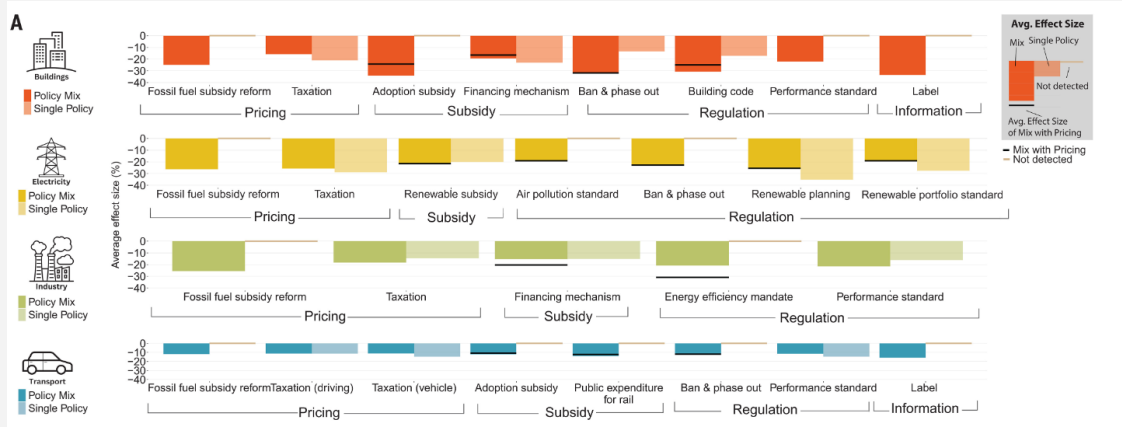 A
Buildings
Policy Mix
Single Policy
0
−10
−20
−30
−40
Fossil fuel subsidy reform Taxation Adoption subsidy Financing mechanism Ban & phase out Building code Performance standard Label
Pricing Subsidy Regulation Information
Electricity
Policy Mix
Single Policy
Average effect size (%)
0
−10
−20
−30
−40
Fossil fuel subsidy reform Taxation Renewable subsidy Air pollution standard Ban & phase out Renewable planning Renewable portfolio standard
Pricing Subsidy Regulation
Industry
Policy Mix
Single Policy
0
−10
−20
−30
−40
Fossil fuel subsidy reform Taxation Financing mechanism Energy efficiency mandate Performance standard
Pricing Subsidy Regulation
Transport
Policy Mix
Single Policy
0
−10
−20
−30
−40
Fossil fuel subsidy reform Taxation (driving) Taxation (vehicle) Adoption subsidy Public expenditure Ban & phase out Performance standard Label
for rail
Pricing Subsidy Regulation Information
Avg. Effect Size
Mix Single Policy
Not detected
Avg. Effect Size
of Mix with Pricing
Mix with Pricing
Not detected